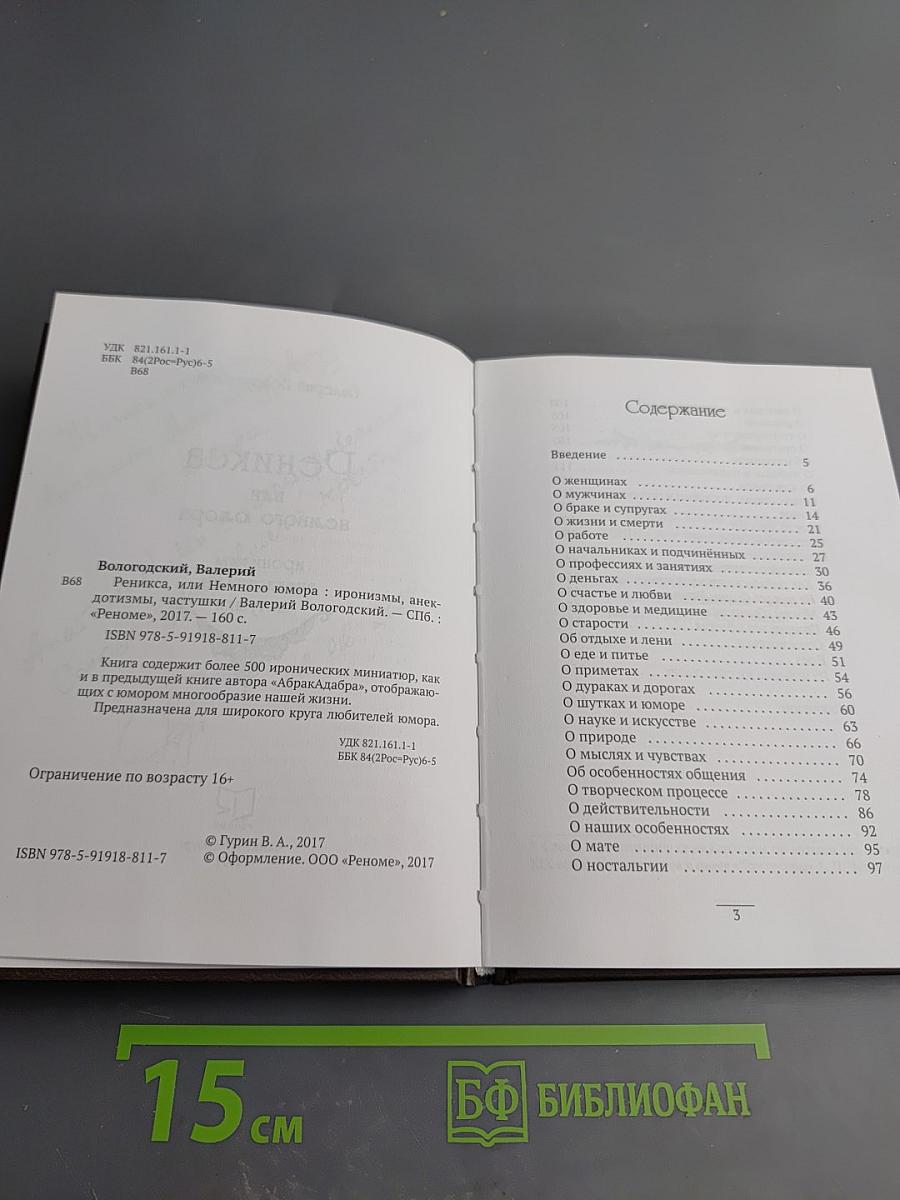 УДК 821.161.1-1
ББК 84(2Рос=Рус)6-5
В68
Вологодский, Валерий
В68 Реникса, или Немного юмора : иронизмы, анек-
дотизмы, частушки / Валерий Вологодский. — СПб. :
«Реноме», 2017. — 160 с.
ISBN 978-5-91918-811-7
Книга содержит более 500 иронических миниатюр, как
и в предыдущей книге автора «АбракАдабра», отображаю-
щих с юмором многообразие нашей жизни.
Предназначена для широкого круга любителей юмора.
УДК 821.161.1-1
ББК 84(2Рос=Рус)6-5
Ограничение по возрасту 16+
© Гурин В. А., 2017
ISBN 978-5-91918-811-7 © Оформление. ООО «Реноме», 2017
Содержание
Введение .......................... 5
О женщинах .......................... 6
О мужчинах .......................... 11
О браке и супругах .......................... 14
О жизни и смерти .......................... 21
О работе .......................... 25
О начальниках и подчинённых .......................... 27
О профессиях и занятиях .......................... 30
О деньгах .......................... 36
О счастье и любви .......................... 40
О здоровье и медицине .......................... 43
О старости .......................... 46
Об отдыхе и лени .......................... 49
О еде и питье .......................... 51
О приметах .......................... 54
О дураках и дорогах .......................... 56
О шутках и юморе .......................... 60
О науке и искусстве .......................... 63
О природе .......................... 66
О мыслях и чувствах .......................... 70
Об особенностях общения .......................... 74
О творческом процессе .......................... 78
О действительности .......................... 86
О наших особенностях .......................... 92
О мате .......................... 95
О ностальгии .......................... 97
3
15 см
БФ БИБЛИОФАН